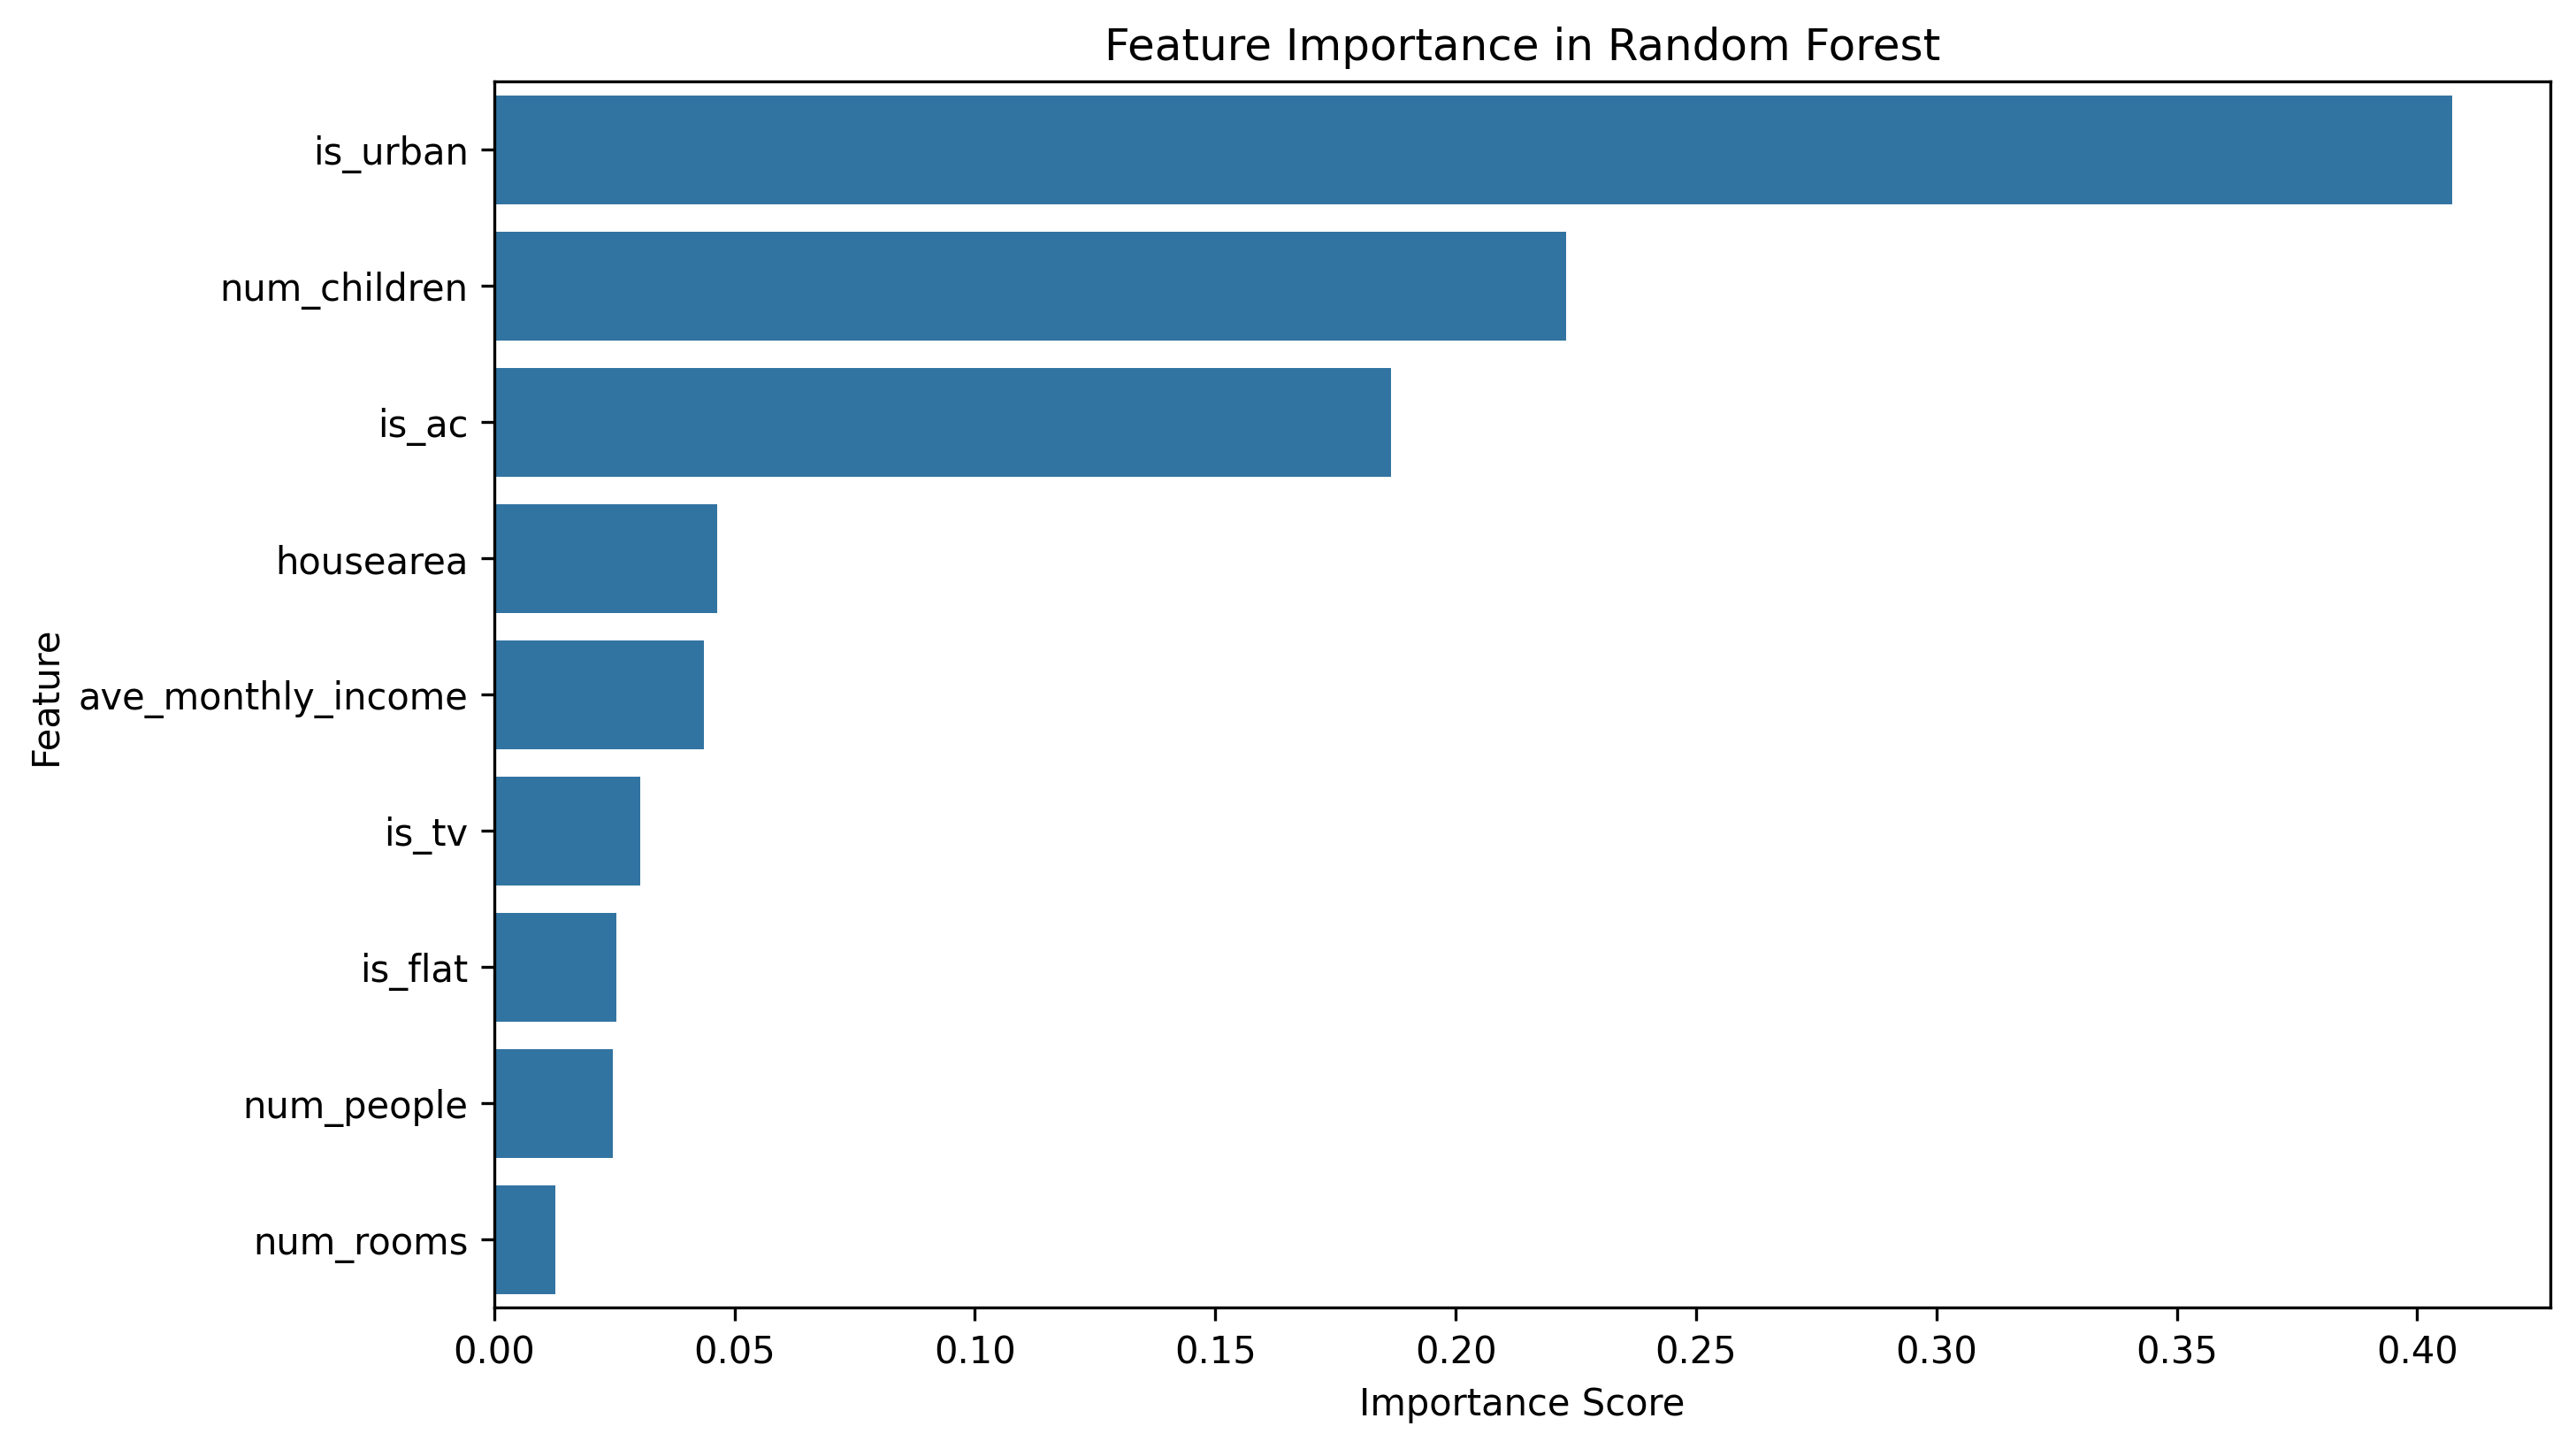 Feature Importance in Random Forest
is_urban
num_children
is_ac
housearea
ave_monthly_income
is_tv
is_flat
num_people
num_rooms
Feature
0.00 0.05 0.10 0.15 0.20 0.25 0.30 0.35 0.40
Importance Score